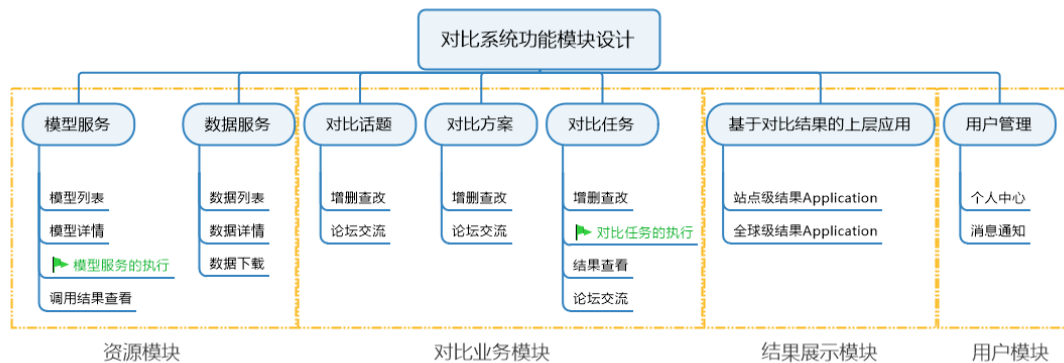 对比系统功能模块设计
模型服务
模型列表
模型详情
模型服务的执行
调用结果查看
数据服务
数据列表
数据详情
数据下载
资源模块
对比话题
增删查改
论坛交流
对比方案
增删查改
论坛交流
对比任务
增删查改
对比任务的执行
结果查看
论坛交流
对比业务模块
基于对比结果的上层应用
站点级结果Application
全球级结果Application
结果展示模块
用户管理
个人中心
消息通知
用户模块